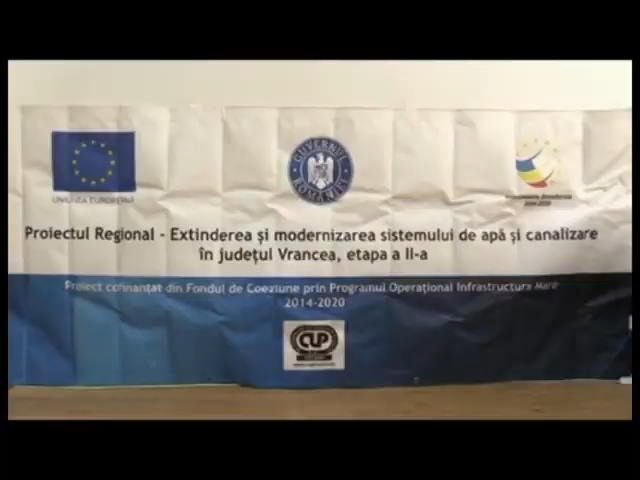 UNIUNEA EUROPEANĂ
GUVERNUL ROMÂNIEI
Proiectul Regional - Extinderea și modernizarea sistemului de apă și canalizare
în județul Vrancea, etapa a II-a
Proiect cofinanțat din Fondul de Coeziune prin Programul Operațional Infrastructura Mare
2014-2020
CUP